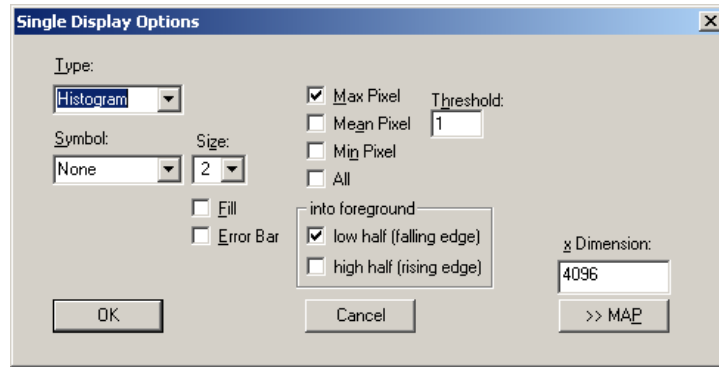 Single Display Options
Type:
Histogram
Symbol:
None
Size:
2
Fill
Error Bar
Max Pixel
Mean Pixel
Min Pixel
All
Threshold:
1
into foreground
low half (falling edge)
high half (rising edge)
x Dimension:
4096
OK
Cancel
>> MAP